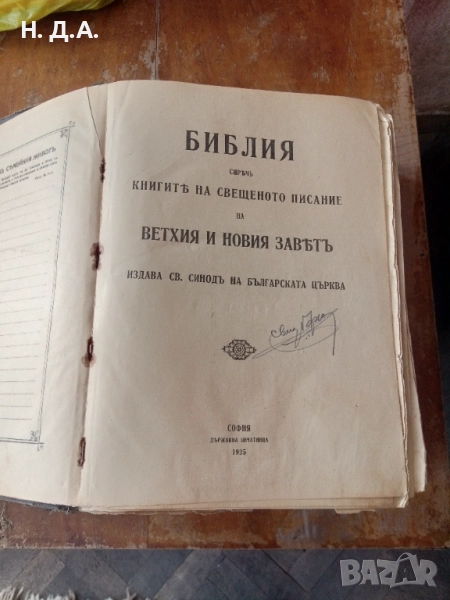 Н. Д.А.
БИБЛИЯ
СИРѢЧЬ
КНИГИТѢ НА СВЕЩЕНОТО ПИСАНИЕ
НА
ВЕТХИЯ И НОВИЯ ЗАВѢТЪ
ИЗДАВА СВ. СИНОДЪ НА БЪЛГАРСКАТА ЦЪРКВА
СОФИЯ
ДЪРЖАВНА ПЕЧАТНИЦА
1925
BAZAR